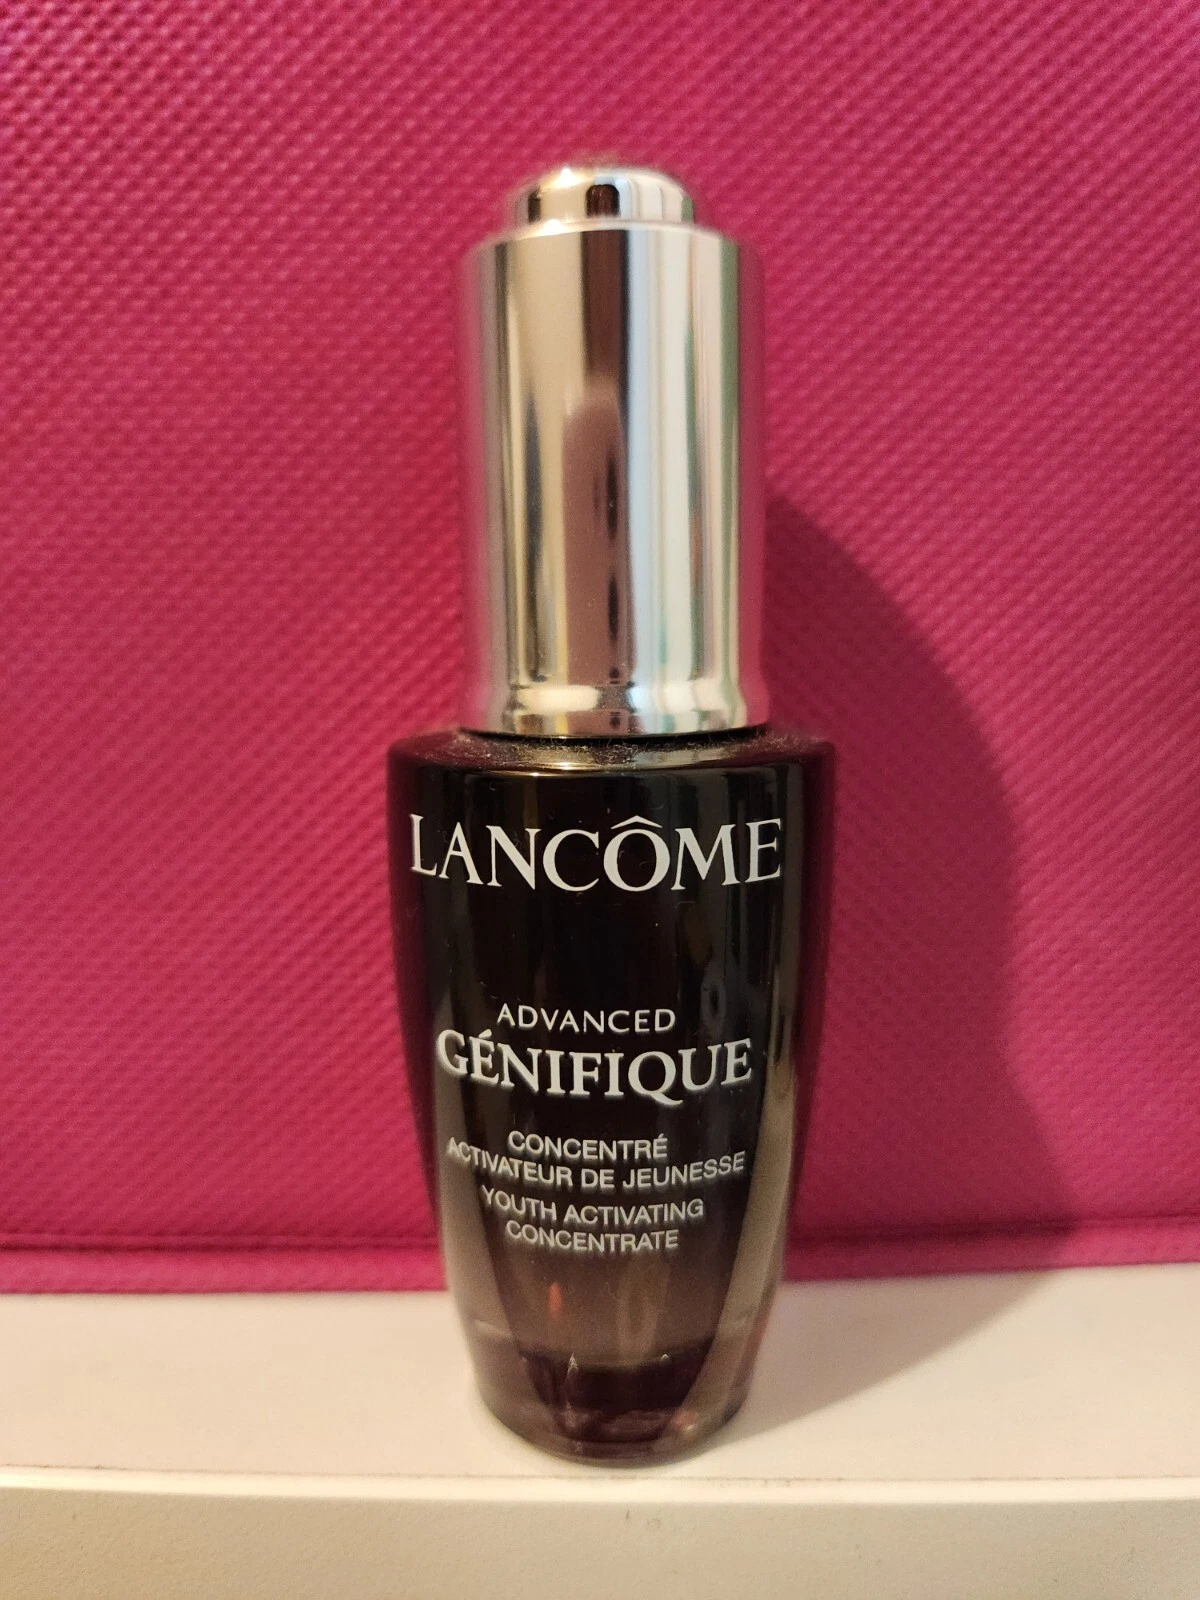 LANCÔME
ADVANCED
GÉNIFIQUE
CONCENTRÉ
ACTIVATEUR DE JEUNESSE
YOUTH ACTIVATING
CONCENTRATE